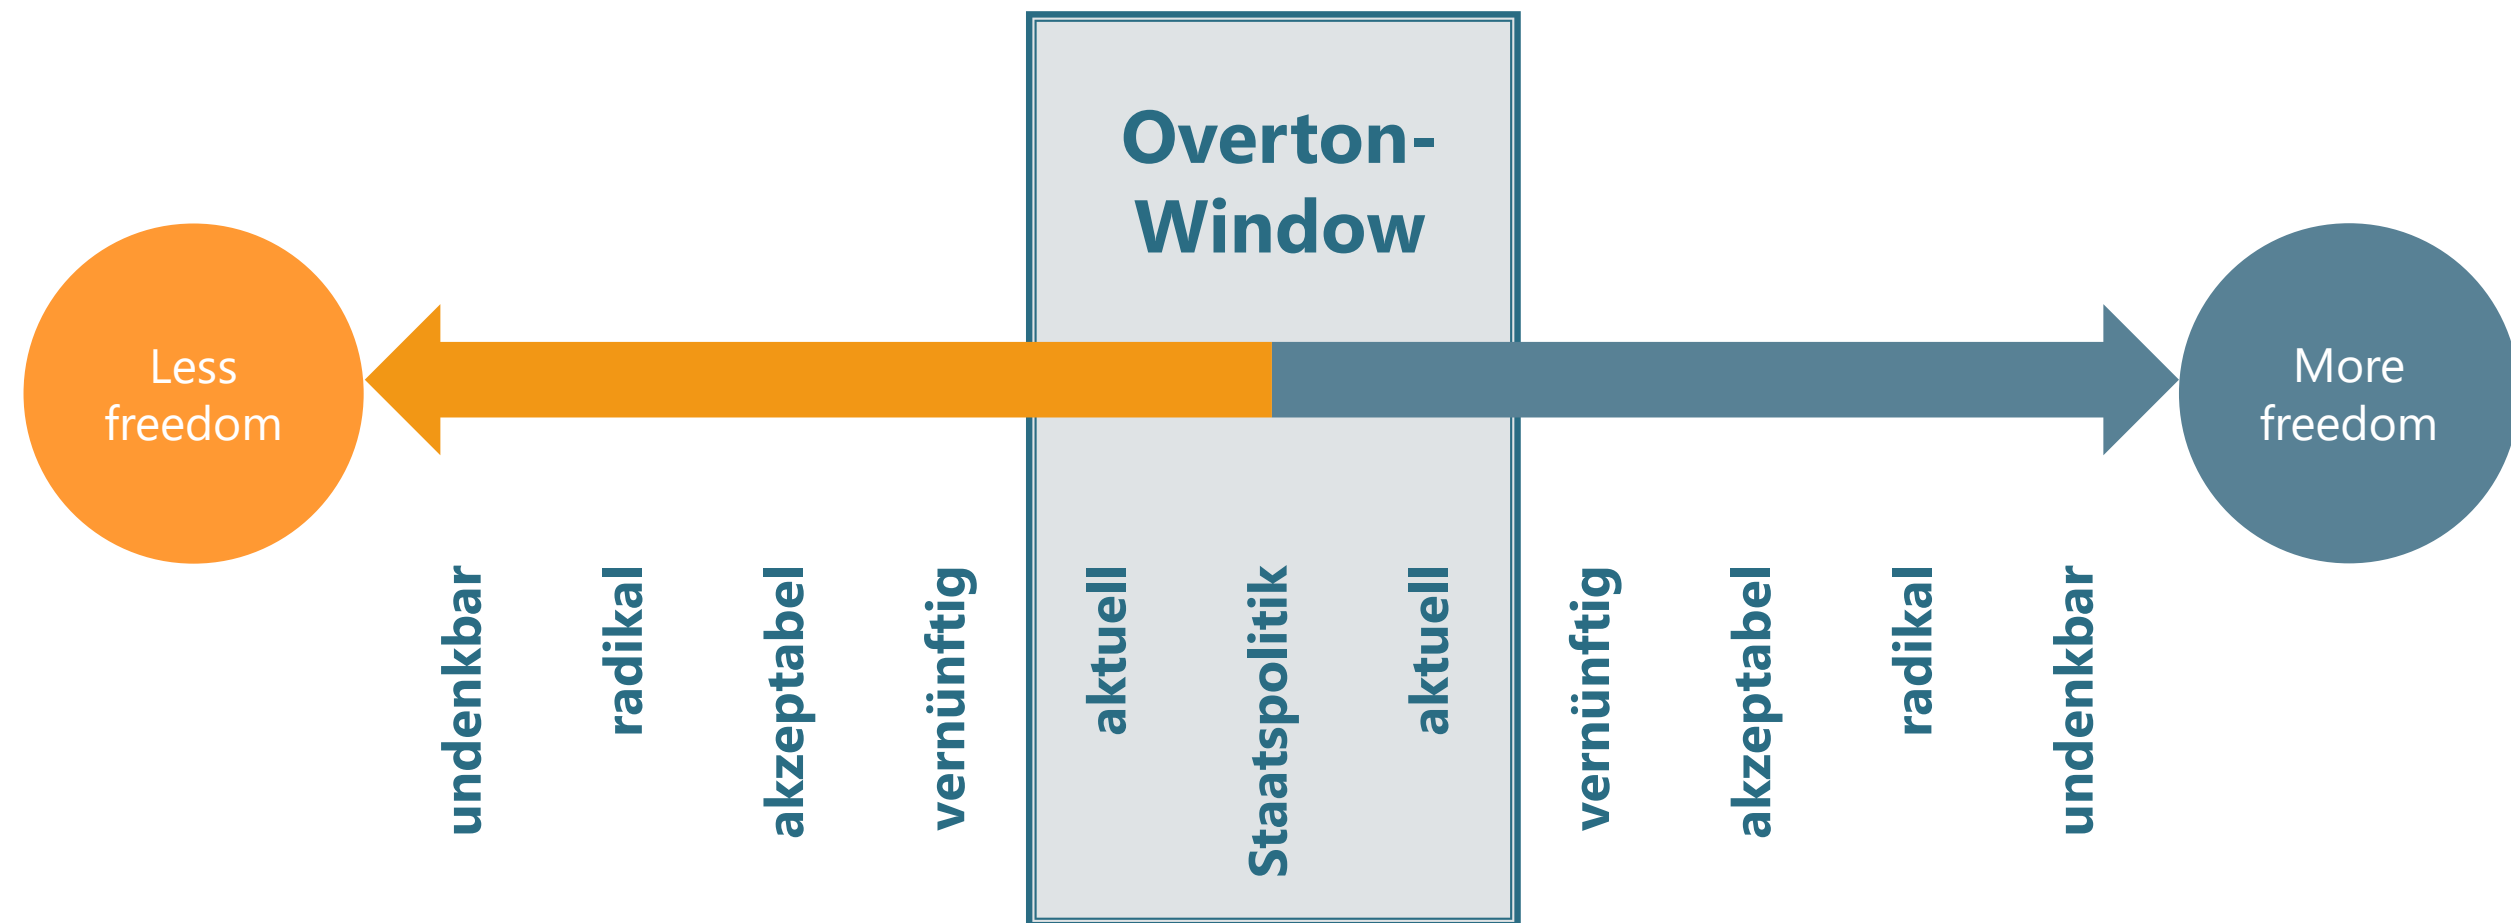 Overton-
Window
Less
freedom
More
freedom
undenkbar
radikal
akzeptabel
vernünftig
aktuell
Staatspolitik
aktuell
vernünftig
akzeptabel
radikal
undenkbar